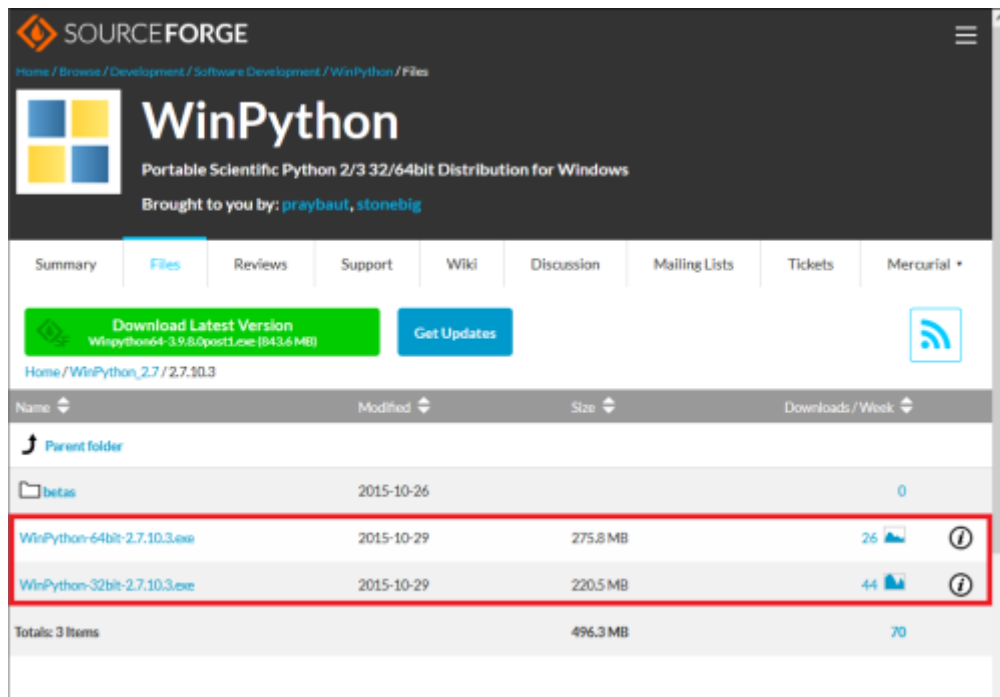 SOURCEFORGE
Home / Browse / Development / Software Development / WinPython / Files
WinPython
Portable Scientific Python 2/3 32/64bit Distribution for Windows
Brought to you by: praybaut, stonebig
Summary Files Reviews Support Wiki Discussion Mailing Lists Tickets Mercurial
Download Latest Version
Winpython64-3.9.8.0post1.exe (843.6 MB)
Get Updates
Home / WinPython_2.7 / 2.7.10.3
Name Modified Size Downloads / Week
Parent folder
betas 2015-10-26 0
WinPython-64bit-2.7.10.3.exe 2015-10-29 275.8 MB 26 i
WinPython-32bit-2.7.10.3.exe 2015-10-29 220.5 MB 44 i
Totals: 3 Items 496.3 MB 70